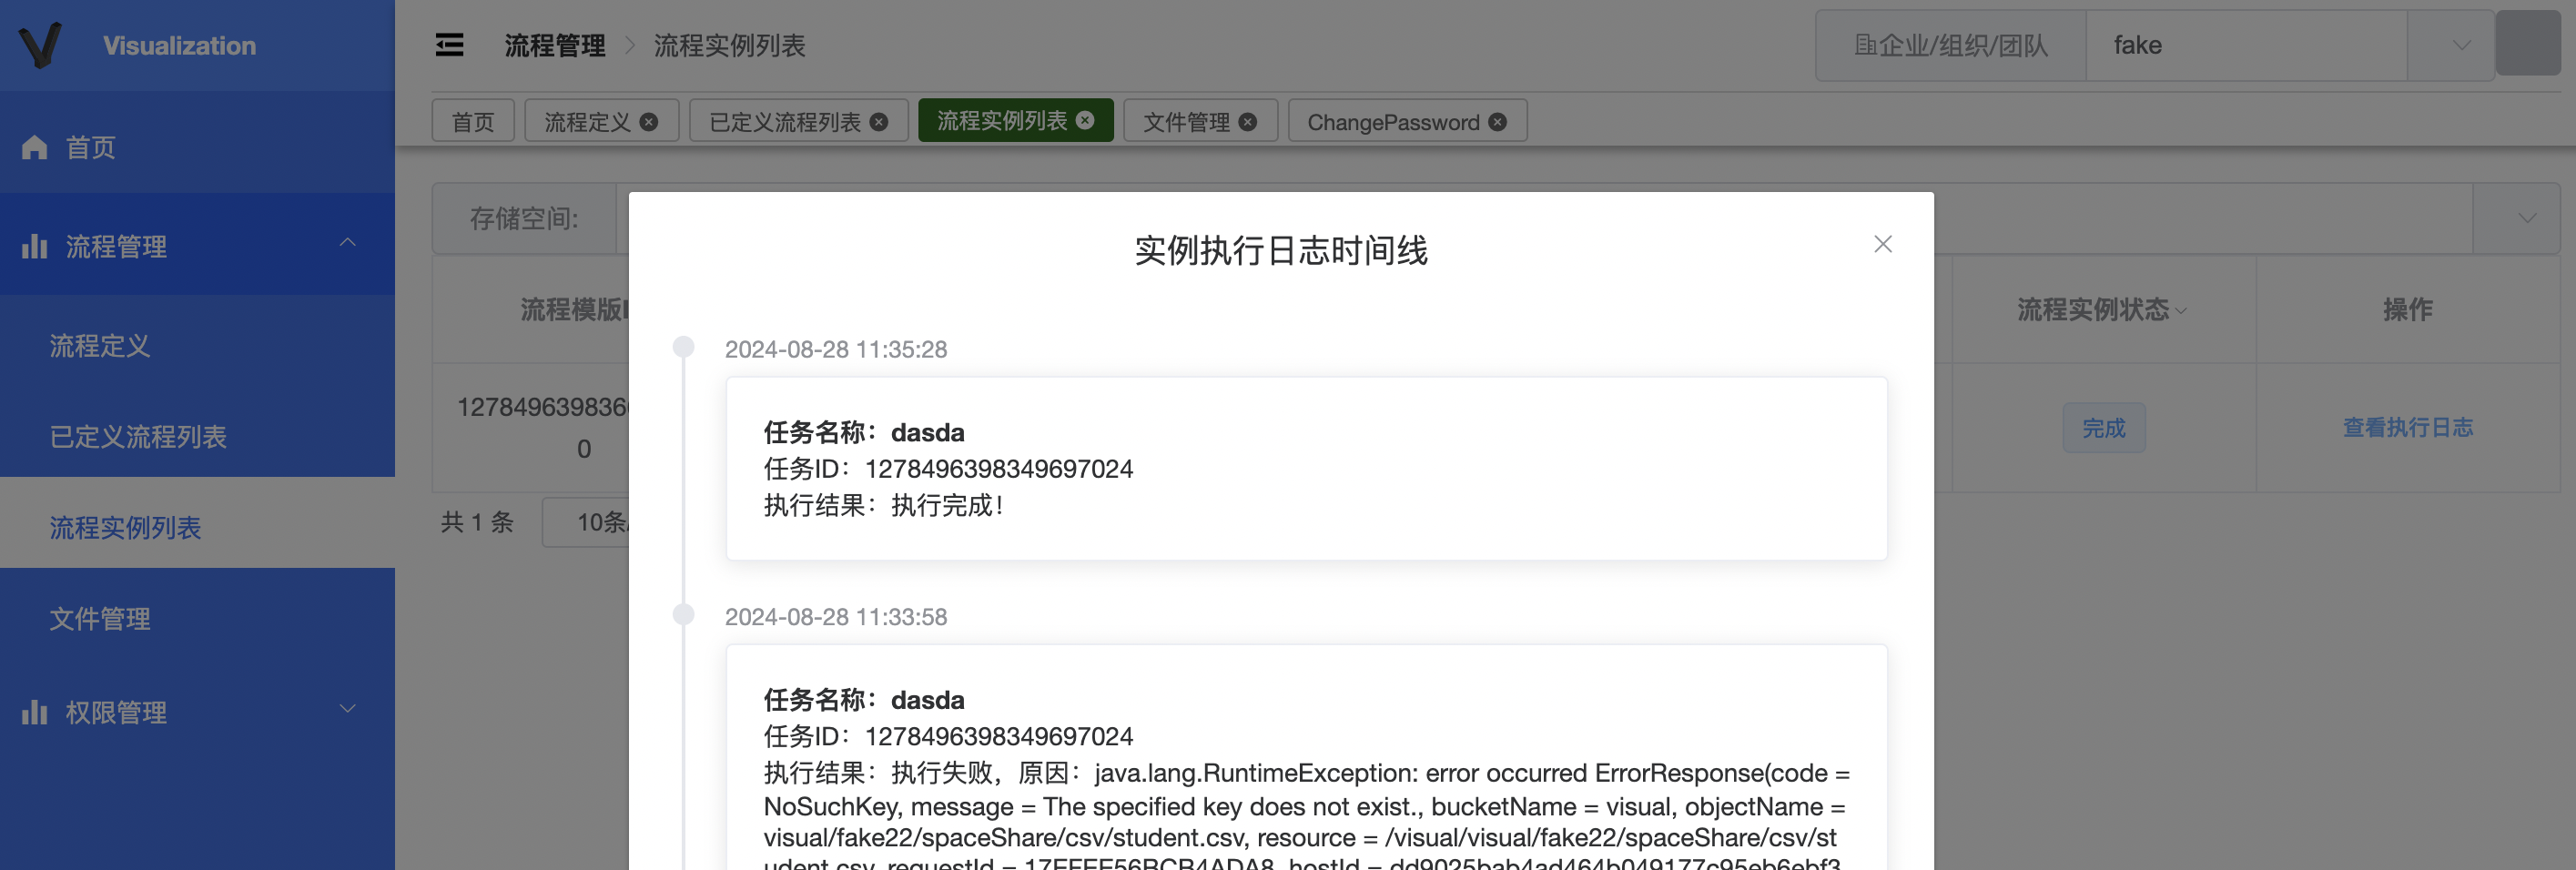 Visualization
首页
流程管理
流程定义
已定义流程列表
流程实例列表
文件管理
权限管理
流程管理 流程实例列表
企业/组织/团队 fake
首页 流程定义 已定义流程列表 流程实例列表 文件管理 ChangePassword
存储空间:
流程模版 流程实例状态 操作
127849639836
0
完成 查看执行日志
共 1 条 10条/
实例执行日志时间线
2024-08-28 11:35:28
任务名称：dasda
任务ID：1278496398349697024
执行结果：执行完成！
2024-08-28 11:33:58
任务名称：dasda
任务ID：1278496398349697024
执行结果：执行失败，原因：java.lang.RuntimeException: error occurred ErrorResponse(code =
NoSuchKey, message = The specified key does not exist., bucketName = visual, objectName =
visual/fake22/spaceShare/csv/student.csv, resource = /visual/visual/fake22/spaceShare/csv/st
udent.csv, requestId = 17EFEE56BCB4ADA8, hostId = dd9025bab4ad464b049177c95eb6ebf3